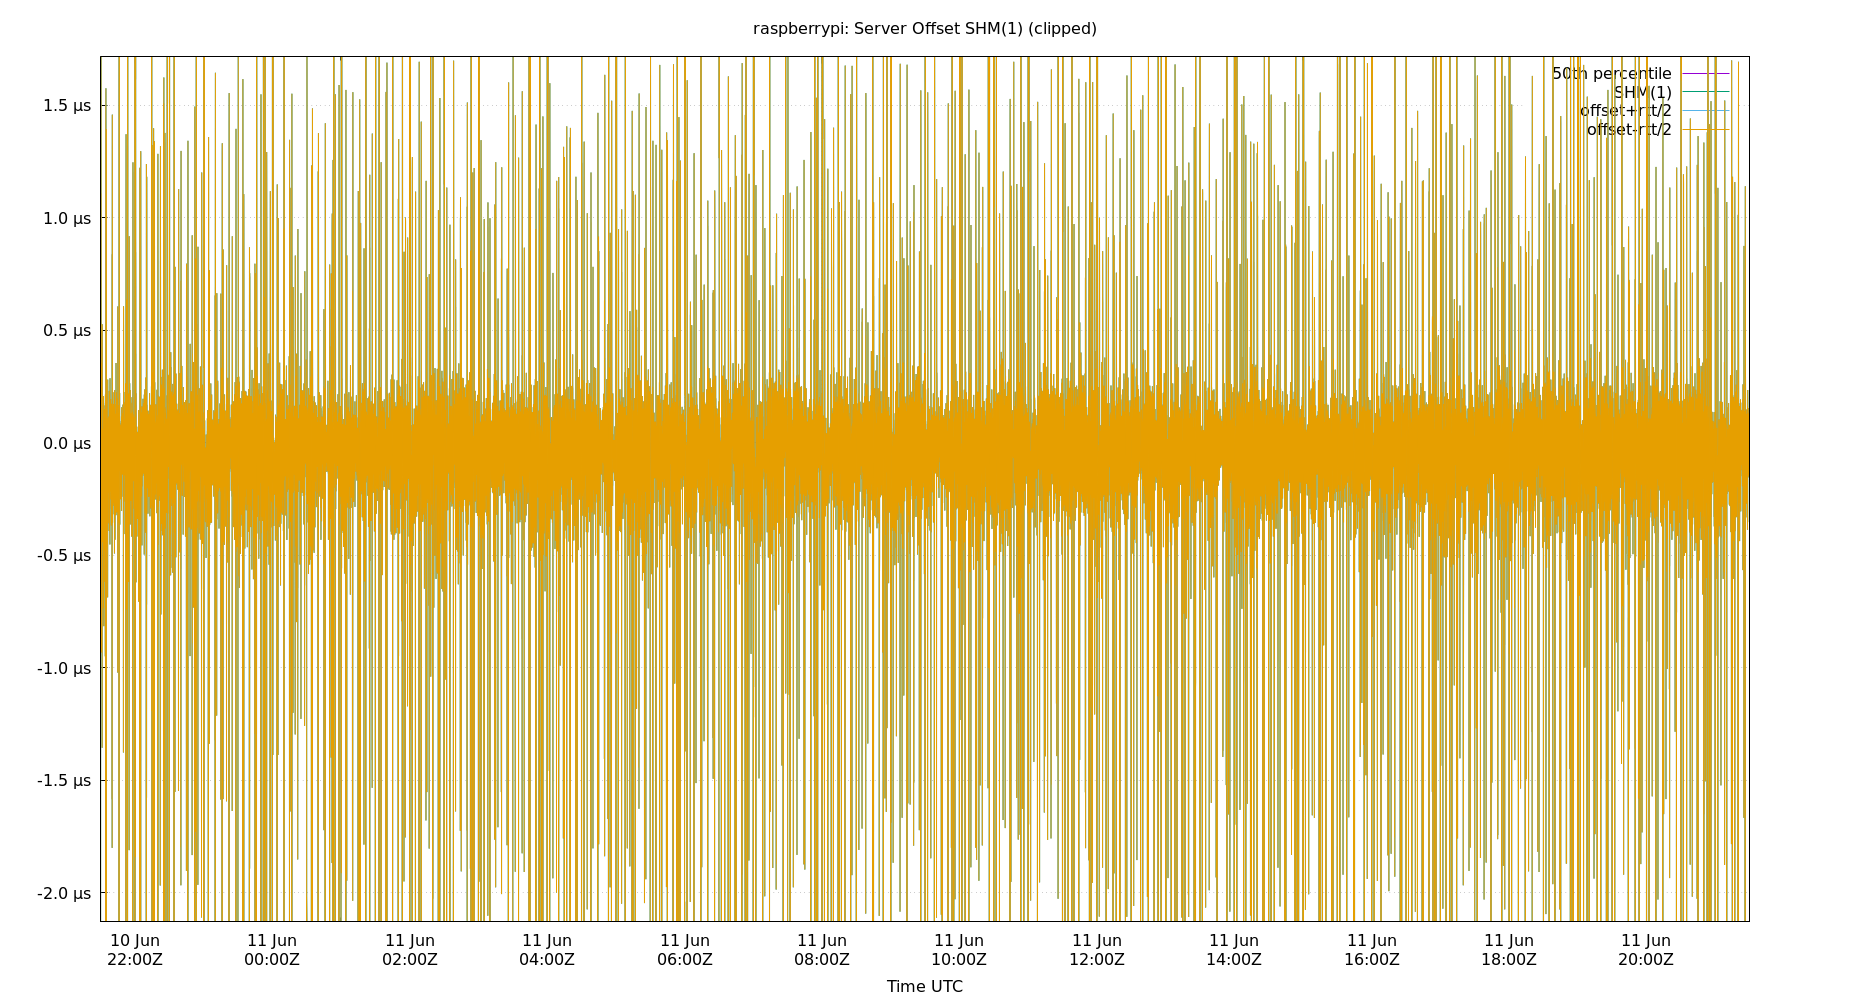 raspberrypi: Server Offset SHM(1) (clipped)
50th percentile
SHM(1)
offset+rtt/2
offset-rtt/2
1.5 µs
1.0 µs
0.5 µs
0.0 µs
-0.5 µs
-1.0 µs
-1.5 µs
-2.0 µs
10 Jun 11 Jun 11 Jun 11 Jun 11 Jun 11 Jun 11 Jun 11 Jun 11 Jun 11 Jun 11 Jun 11 Jun
22:00Z 00:00Z 02:00Z 04:00Z 06:00Z 08:00Z 10:00Z 12:00Z 14:00Z 16:00Z 18:00Z 20:00Z
Time UTC